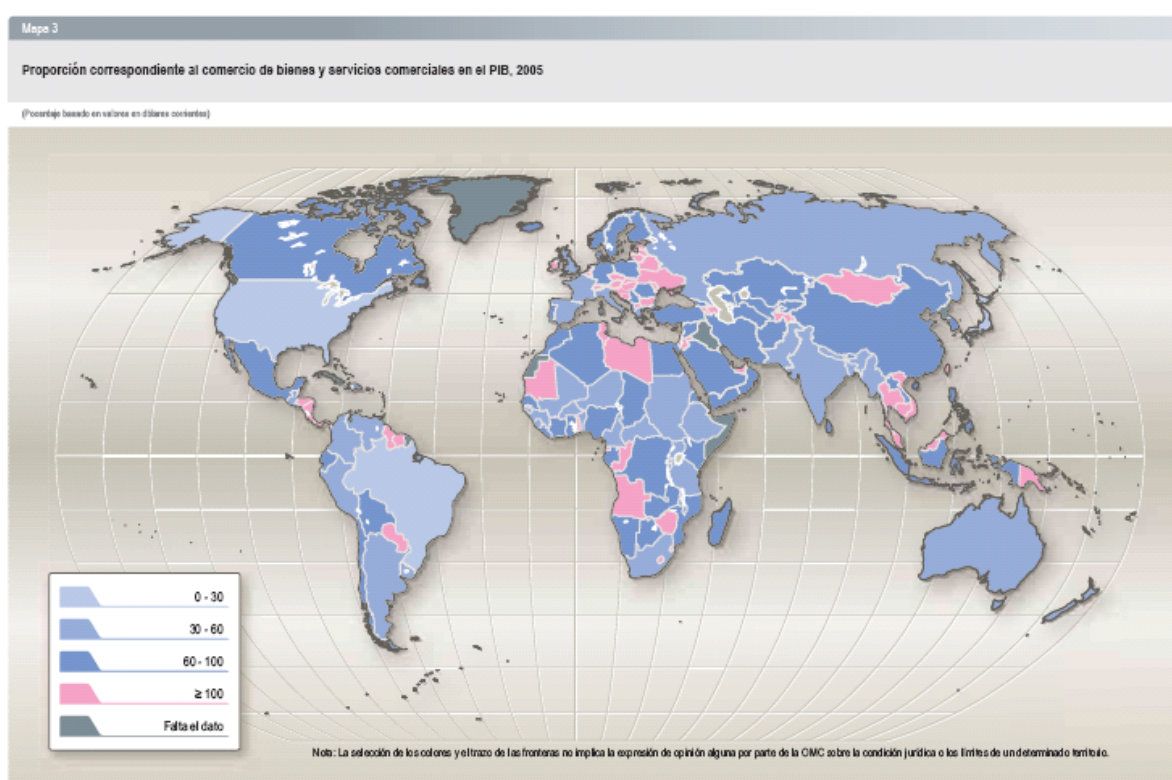 Mapa 3
Proporción correspondiente al comercio de bienes y servicios comerciales en el PIB, 2005
(Pocentaje basado en valores en dólares corrientes)
0 - 30
30 - 60
60 - 100
≥ 100
Falta el dato
Nota: La selección de los colores y el trazo de las fronteras no implica la expresión de opinión alguna por parte de la OMC sobre la condición jurídica o los límites de un determinado territorio.